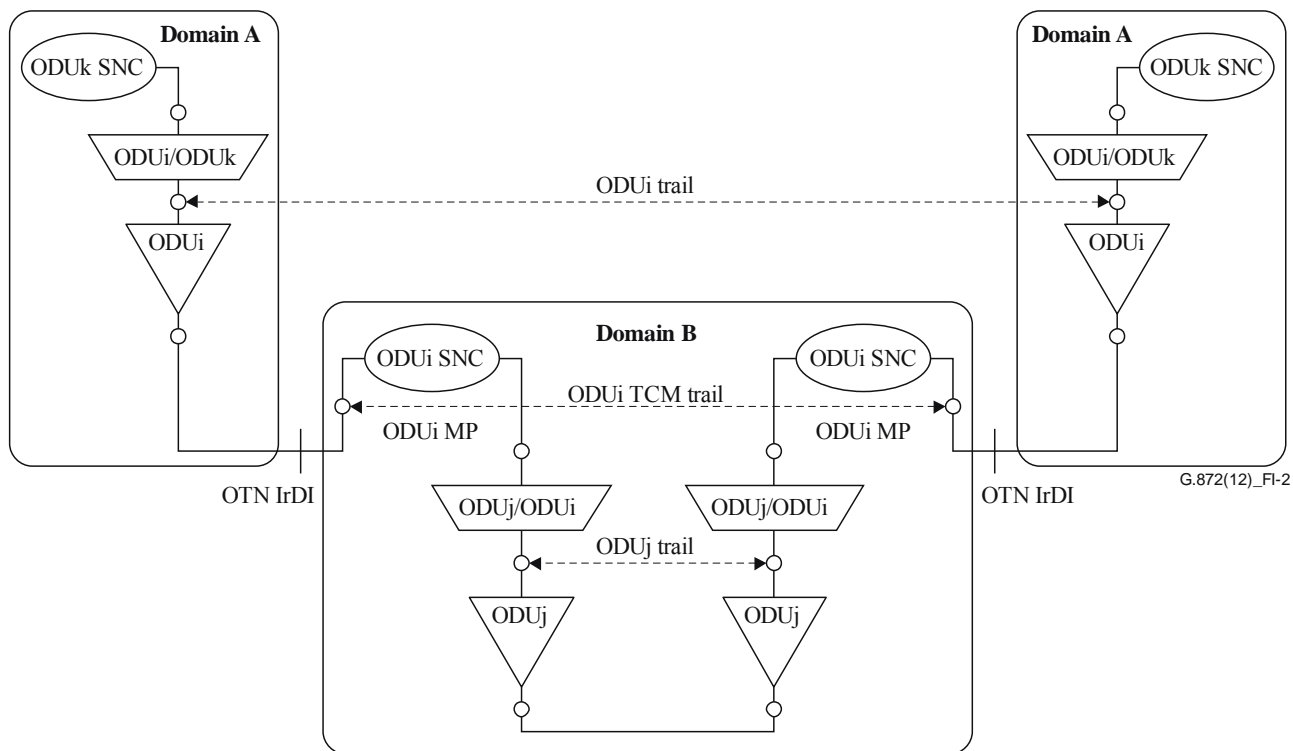 Domain A
Domain A
ODUk SNC
ODUk SNC
ODUi/ODUk
ODUi/ODUk
ODUi trail
ODUi
ODUi
Domain B
ODUi SNC
ODUi SNC
ODUi TCM trail
ODUi MP
ODUi MP
OTN IrDI
OTN IrDI
G.872(12)_FI-2
ODUj/ODUi
ODUj/ODUi
ODUj trail
ODUj
ODUj